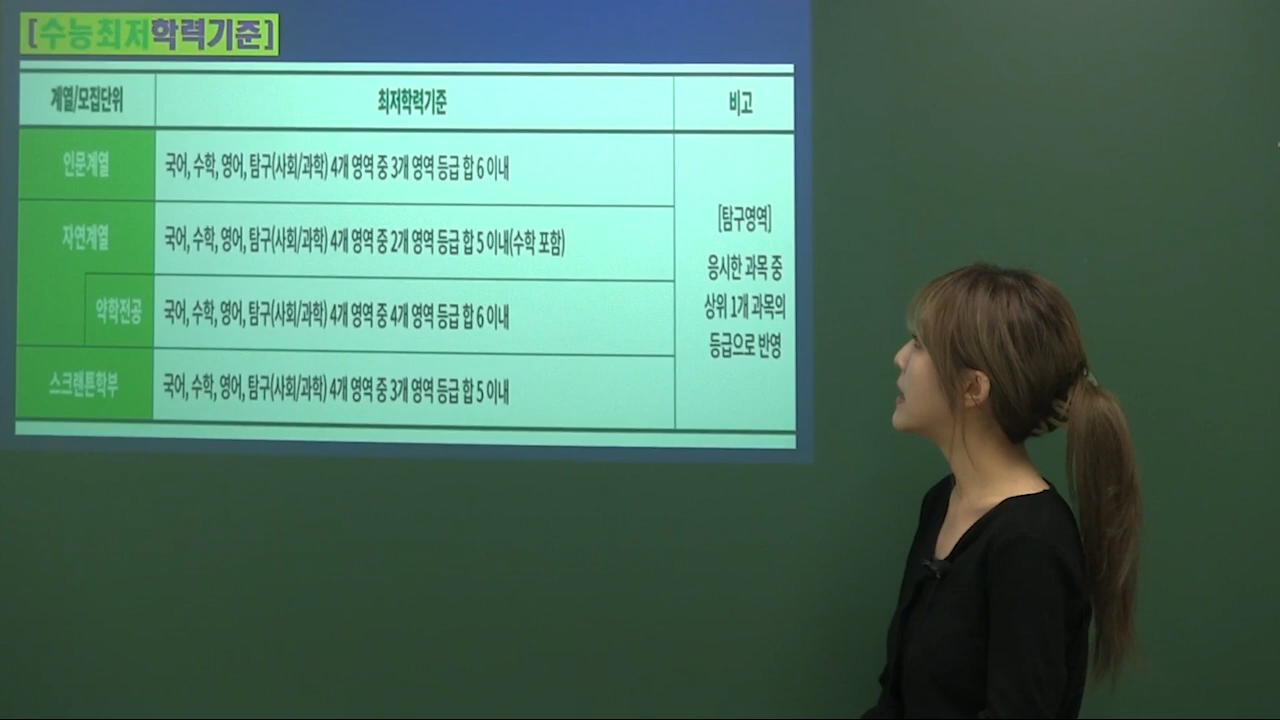 [수능최저학력기준]
계열/모집단위 최저학력기준 비고
인문계열 국어, 수학, 영어, 탐구(사회/과학) 4개 영역 중 3개 영역 등급 합 6 이내
자연계열 국어, 수학, 영어, 탐구(사회/과학) 4개 영역 중 2개 영역 등급 합 5 이내(수학 포함)
약학전공 국어, 수학, 영어, 탐구(사회/과학) 4개 영역 중 4개 영역 등급 합 6 이내
스크랜튼학부 국어, 수학, 영어, 탐구(사회/과학) 4개 영역 중 3개 영역 등급 합 5 이내
[탐구영역]
응시한 과목 중
상위 1개 과목의
등급으로 반영